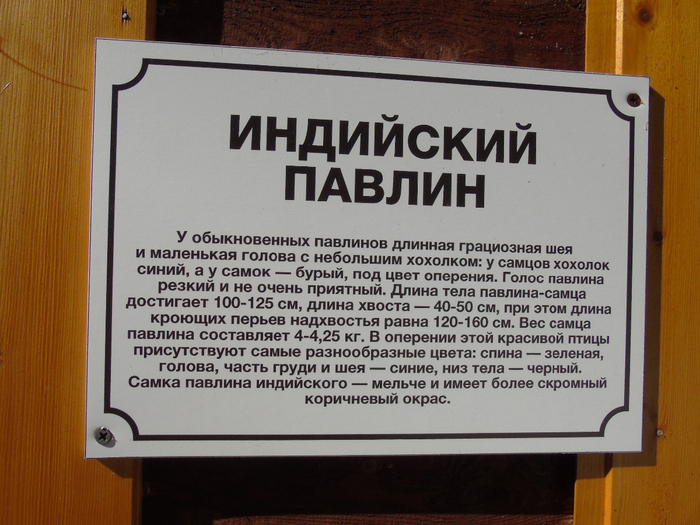 ИНДИЙСКИЙ
ПАВЛИН
У обыкновенных павлинов длинная грациозная шея
и маленькая голова с небольшим хохолком: у самцов хохолок
синий, а у самок — бурый, под цвет оперения. Голос павлина
резкий и не очень приятный. Длина тела павлина-самца
достигает 100-125 см, длина хвоста — 40-50 см, при этом длина
кроющих перьев надхвостья равна 120-160 см. Вес самца
павлина составляет 4-4,25 кг. В оперении этой красивой птицы
присутствуют самые разнообразные цвета: спина — зеленая,
голова, часть груди и шея — синие, низ тела — черный.
Самка павлина индийского — мельче и имеет более скромный
коричневый окрас.